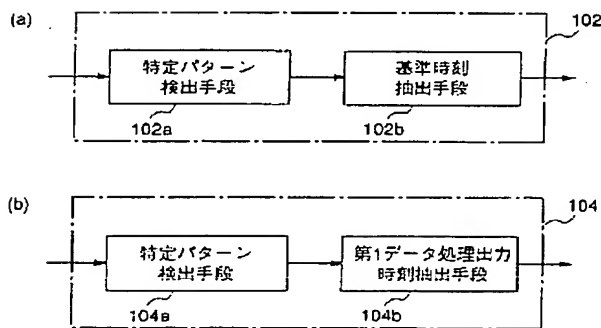 (a)
102
特定パターン
検出手段
基準時刻
抽出手段
102a
102b
(b)
104
特定パターン
検出手段
第1データ処理出力
時刻抽出手段
104a
104b